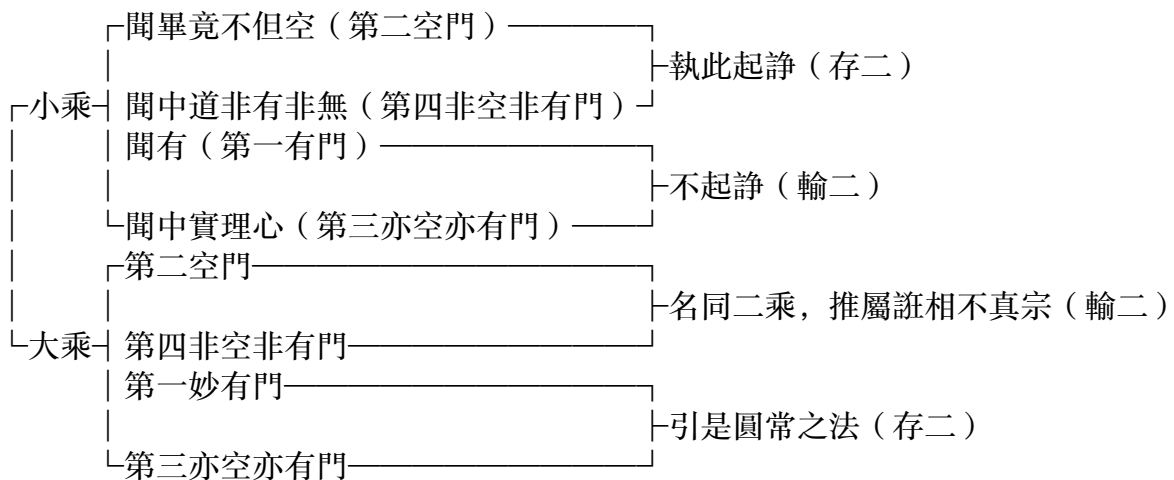 聞畢竟不但空（第二空門）
執此起諍（存二）
小乘 聞中道非有非無（第四非空非有門）
聞有（第一有門）
不起諍（輸二）
聞中實理心（第三亦空亦有門）
第二空門
名同二乘，推屬誑相不真宗（輸二）
大乘 第四非空非有門
第一妙有門
引是圓常之法（存二）
第三亦空亦有門